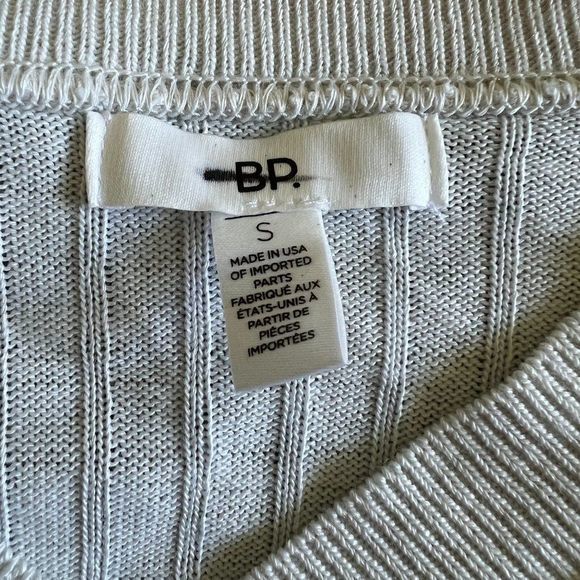 BP.
S
MADE IN USA
OF IMPORTED
PARTS
FABRIQUÉ AUX
ÉTATS-UNIS À
PARTIR DE
PIÈCES
IMPORTÉES